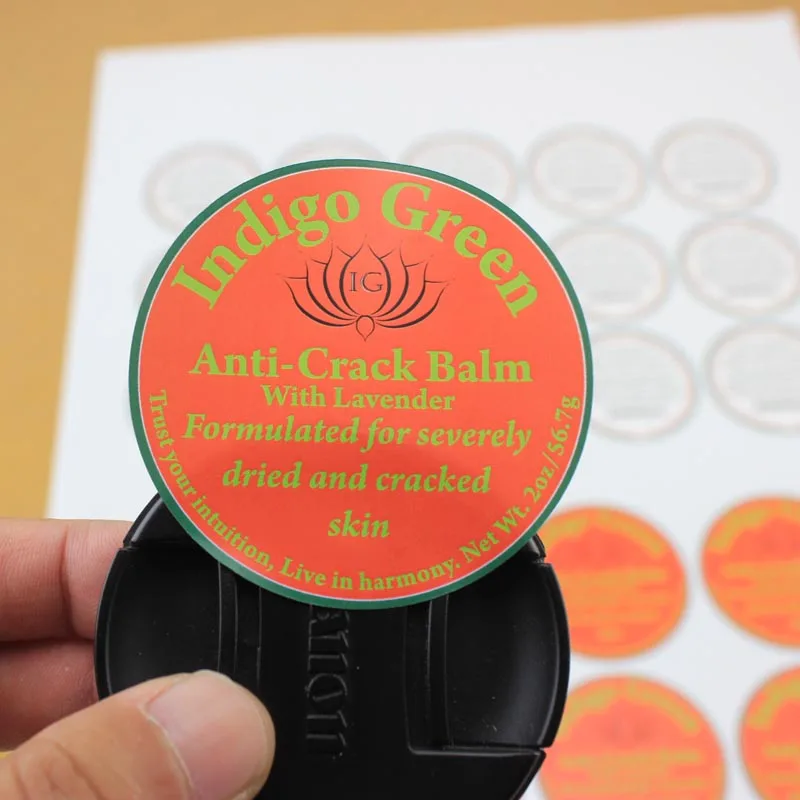 Indigo Green
IG
Anti-Crack Balm
With Lavender
Formulated for severely
dried and cracked
skin
Trust your intuition, Live in harmony. Net Wt. 2oz/56.7g